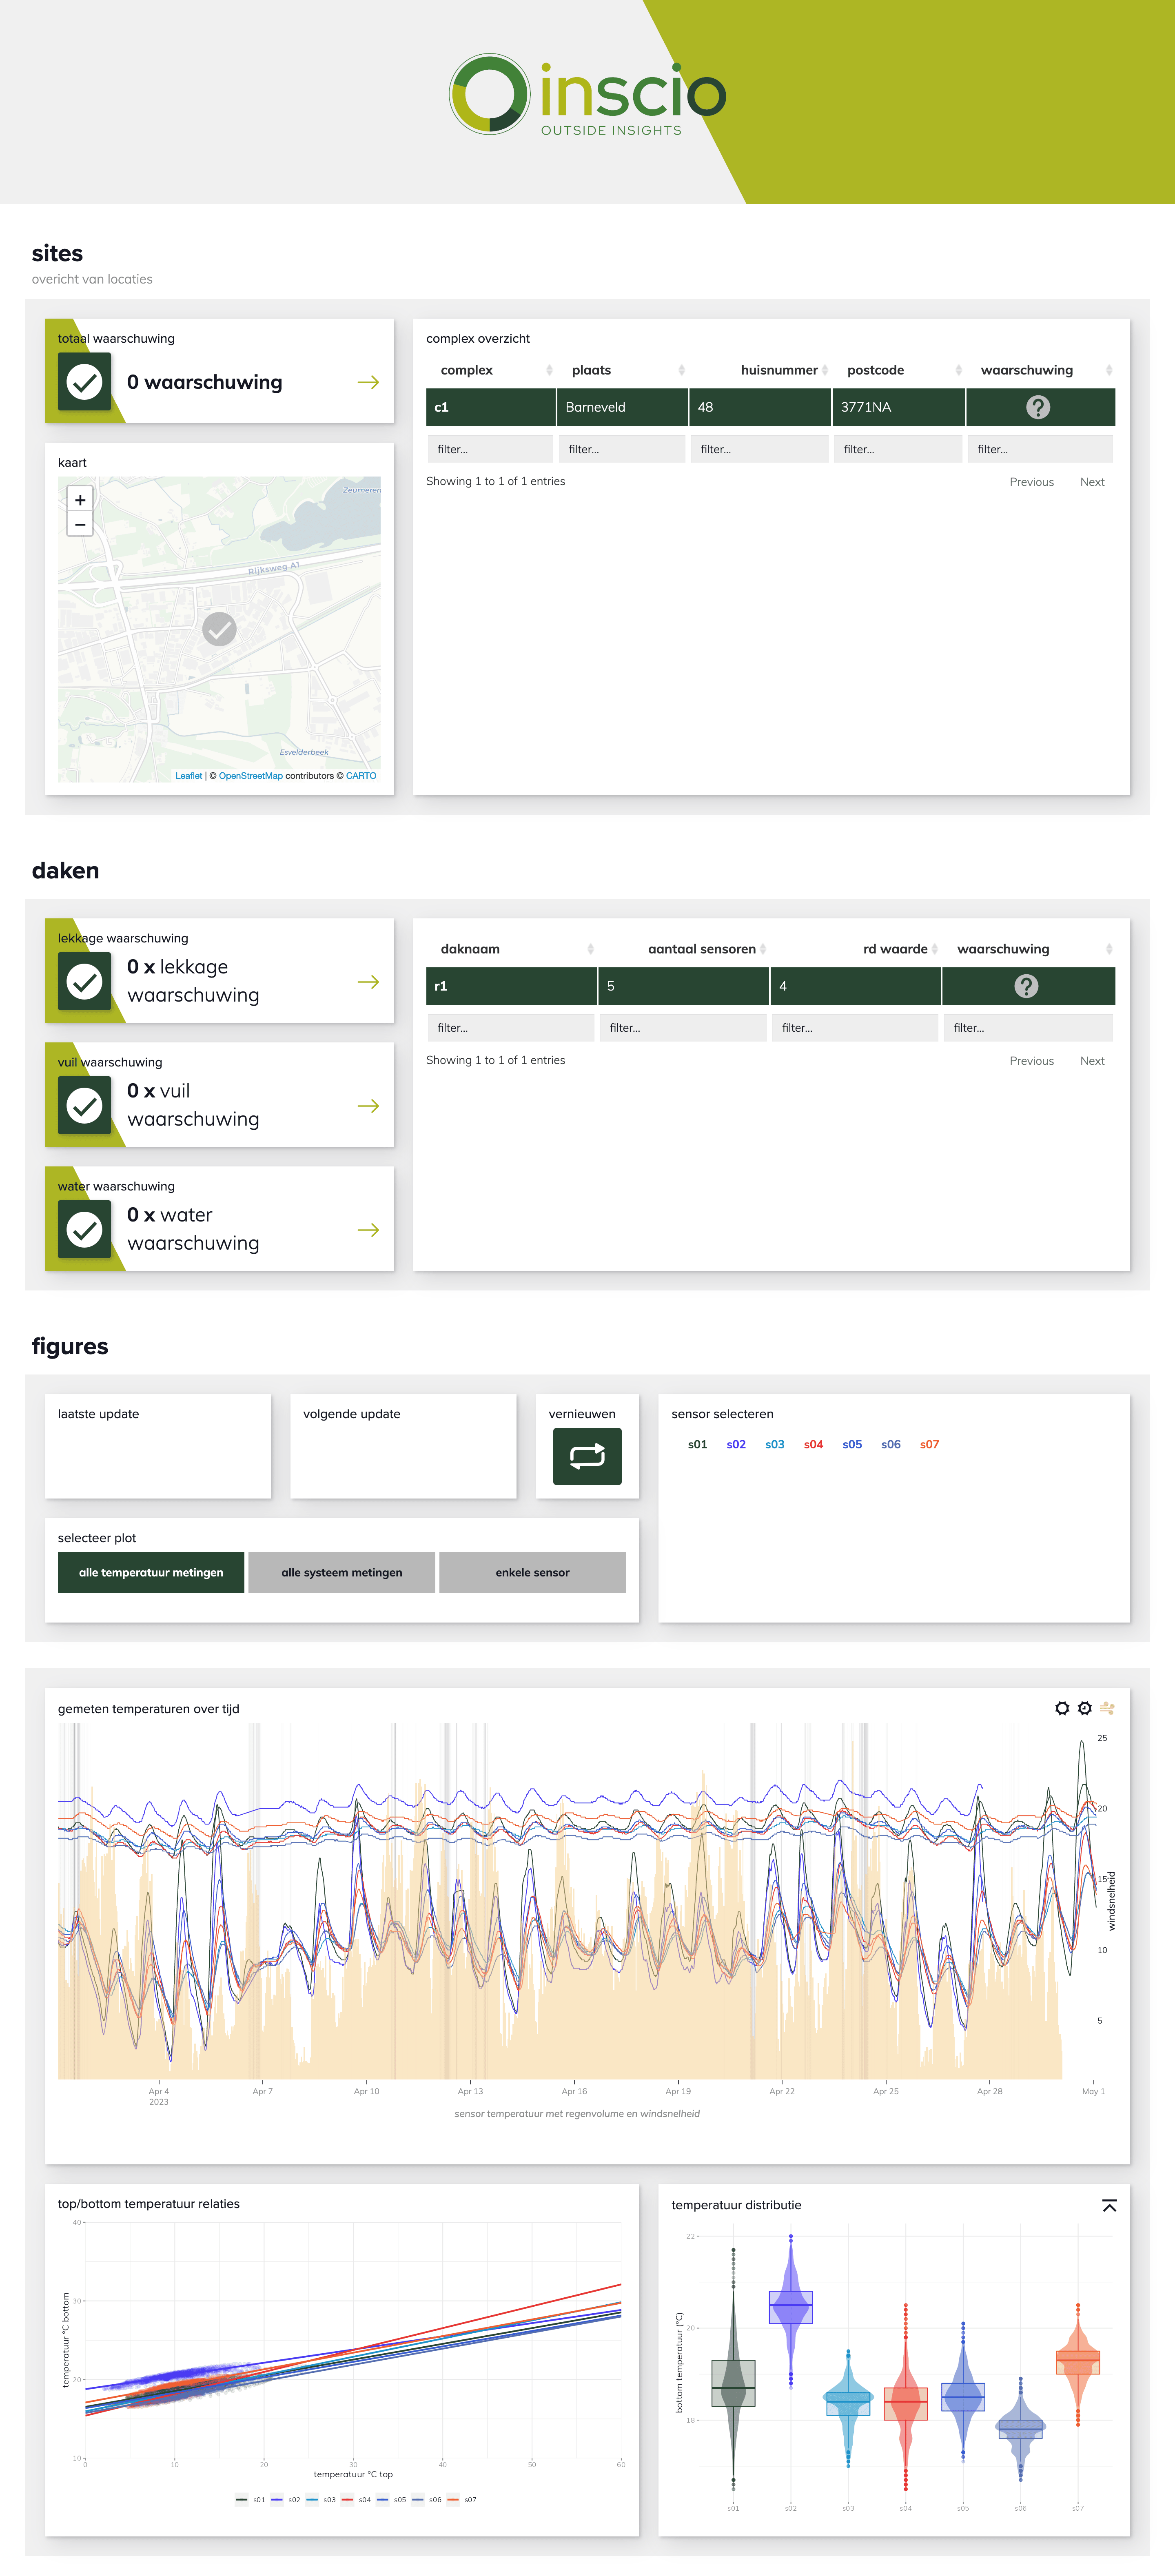 inscio
OUTSIDE INSIGHTS
sites
overicht van locaties
totaal waarschuwing
0 waarschuwing
kaart
+
−
Zeumeren
Rijksweg A1
Esvelderbeek
Leaflet | © OpenStreetMap contributors © CARTO
complex overzicht
complex plaats huisnummer postcode waarschuwing
c1 Barneveld 48 3771NA ?
filter... filter... filter... filter... filter...
Showing 1 to 1 of 1 entries Previous Next
daken
lekkage waarschuwing
0 x lekkage
waarschuwing
vuil waarschuwing
0 x vuil
waarschuwing
water waarschuwing
0 x water
waarschuwing
daknaam aantaal sensoren rd waarde waarschuwing
r1 5 4 ?
filter... filter... filter... filter...
Showing 1 to 1 of 1 entries Previous Next
figures
laatste update
volgende update
vernieuwen
sensor selecteren
s01 s02 s03 s04 s05 s06 s07
selecteer plot
alle temperatuur metingen
alle systeem metingen
enkele sensor
gemeten temperaturen over tijd
25
20
15
10
5
windsnelheid
Apr 4 Apr 7 Apr 10 Apr 13 Apr 16 Apr 19 Apr 22 Apr 25 Apr 28 May 1
2023
sensor temperatuur met regenvolume en windsnelheid
top/bottom temperatuur relaties
40
30
20
10
temperatuur °C bottom
0 10 20 30 40 50 60
temperatuur °C top
s01 s02 s03 s04 s05 s06 s07
temperatuur distributie
22
20
18
bottom temperatuur (°C)
s01 s02 s03 s04 s05 s06 s07